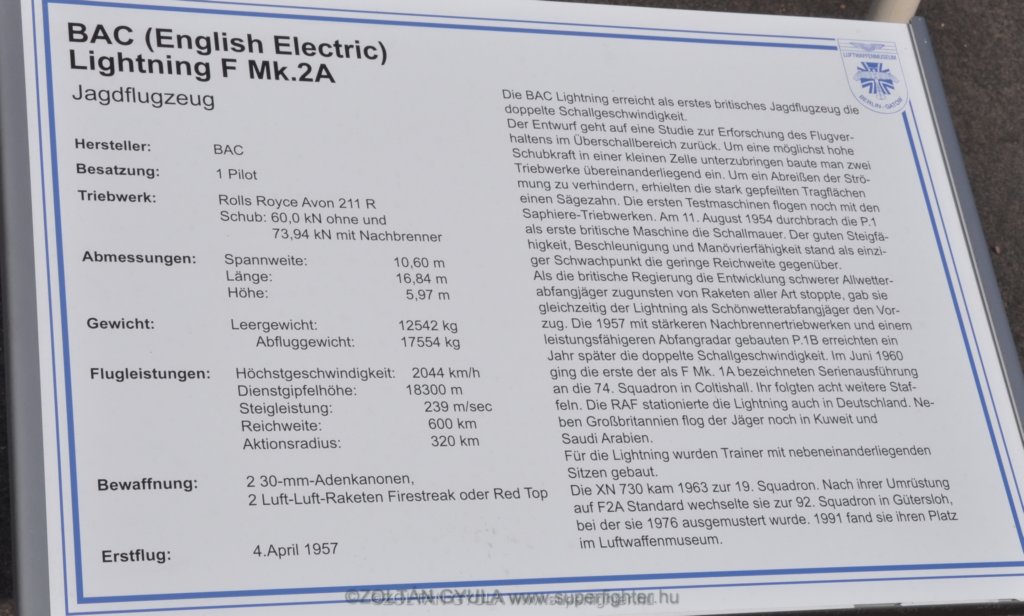 BAC (English Electric)
Lightning F Mk.2A
Jagdflugzeug
Hersteller: BAC
Besatzung: 1 Pilot
Triebwerk: Rolls Royce Avon 211 R
Schub: 60,0 kN ohne und
73,94 kN mit Nachbrenner
Abmessungen: Spannweite: 10,60 m
Länge: 16,84 m
Höhe: 5,97 m
Gewicht: Leergewicht: 12542 kg
Abfluggewicht: 17554 kg
Flugleistungen: Höchstgeschwindigkeit: 2044 km/h
Dienstgipfelhöhe: 18300 m
Steigleistung: 239 m/sec
Reichweite: 600 km
Aktionsradius: 320 km
Bewaffnung: 2 30-mm-Adenkanonen,
2 Luft-Luft-Raketen Firestreak oder Red Top
Erstflug: 4.April 1957
LUFTWAFFENMUSEUM
BERLIN-GATOW
Die BAC Lightning erreicht als erstes britisches Jagdflugzeug die
doppelte Schallgeschwindigkeit.
Der Entwurf geht auf eine Studie zur Erforschung des Flugver-
haltens im Überschallbereich zurück. Um eine möglichst hohe
Schubkraft in einer kleinen Zelle unterzubringen baute man zwei
Triebwerke übereinanderliegend ein. Um ein Abreißen der Strö-
mung zu verhindern, erhielten die stark gepfeilten Tragflächen
einen Sägezahn. Die ersten Testmaschinen flogen noch mit den
Saphiere-Triebwerken. Am 11. August 1954 durchbrach die P.1
als erste britische Maschine die Schallmauer. Der guten Steigfä-
higkeit, Beschleunigung und Manövrierfähigkeit stand als einzi-
ger Schwachpunkt die geringe Reichweite gegenüber.
Als die britische Regierung die Entwicklung schwerer Allwetter-
abfangjäger zugunsten von Raketen aller Art stoppte, gab sie
gleichzeitig der Lightning als Schönwetterabfangjäger den Vor-
zug. Die 1957 mit stärkeren Nachbrennertriebwerken und einem
leistungsfähigeren Abfangradar gebauten P.1B erreichten ein
Jahr später die doppelte Schallgeschwindigkeit. Im Juni 1960
ging die erste der als F Mk. 1A bezeichneten Serienausführung
an die 74. Squadron in Coltishall. Ihr folgten acht weitere Staf-
feln. Die RAF stationierte die Lightning auch in Deutschland. Ne-
ben Großbritannien flog der Jäger noch in Kuweit und
Saudi Arabien.
Für die Lightning wurden Trainer mit nebeneinanderliegenden
Sitzen gebaut.
Die XN 730 kam 1963 zur 19. Squadron. Nach ihrer Umrüstung
auf F2A Standard wechselte sie zur 92. Squadron in Gütersloh,
bei der sie 1976 ausgemustert wurde. 1991 fand sie ihren Platz
im Luftwaffenmuseum.
©ZOLTÁN GYULA www.superfighter.hu